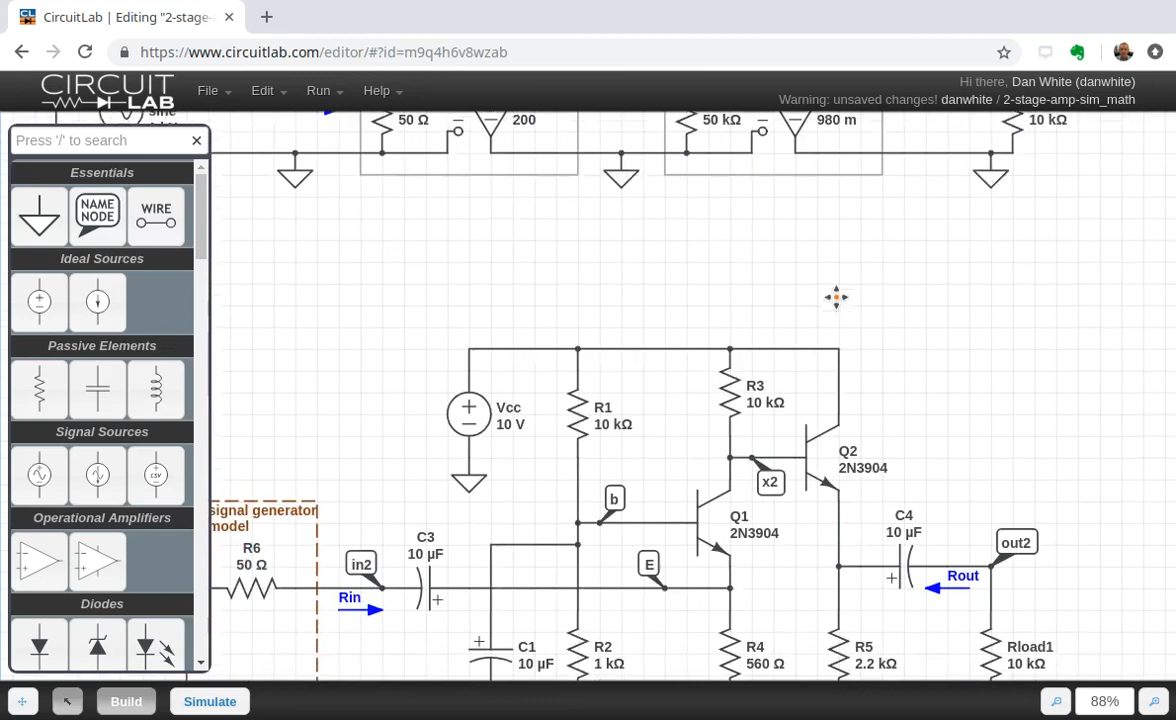 CircuitLab | Editing "2-stage-
https://www.circuitlab.com/editor/#?id=m9q4h6v8wzab
CIRCUIT
LAB
File
Edit
Run
Help
Hi there, Dan White (danwhite)
Warning: unsaved changes! danwhite / 2-stage-amp-sim_math
50 Ω
200
50 kΩ
980 m
10 kΩ
Press '/' to search
Essentials
NAME
NODE
WIRE
Ideal Sources
Passive Elements
Signal Sources
csv
Operational Amplifiers
Diodes
Vcc
10 V
R1
10 kΩ
R3
10 kΩ
Q2
2N3904
x2
b
Q1
2N3904
signal generator
model
R6
50 Ω
in2
Rin
C3
10 µF
E
C4
10 µF
out2
Rout
C1
10 µF
R2
1 kΩ
R4
560 Ω
R5
2.2 kΩ
Rload1
10 kΩ
Build
Simulate
88%